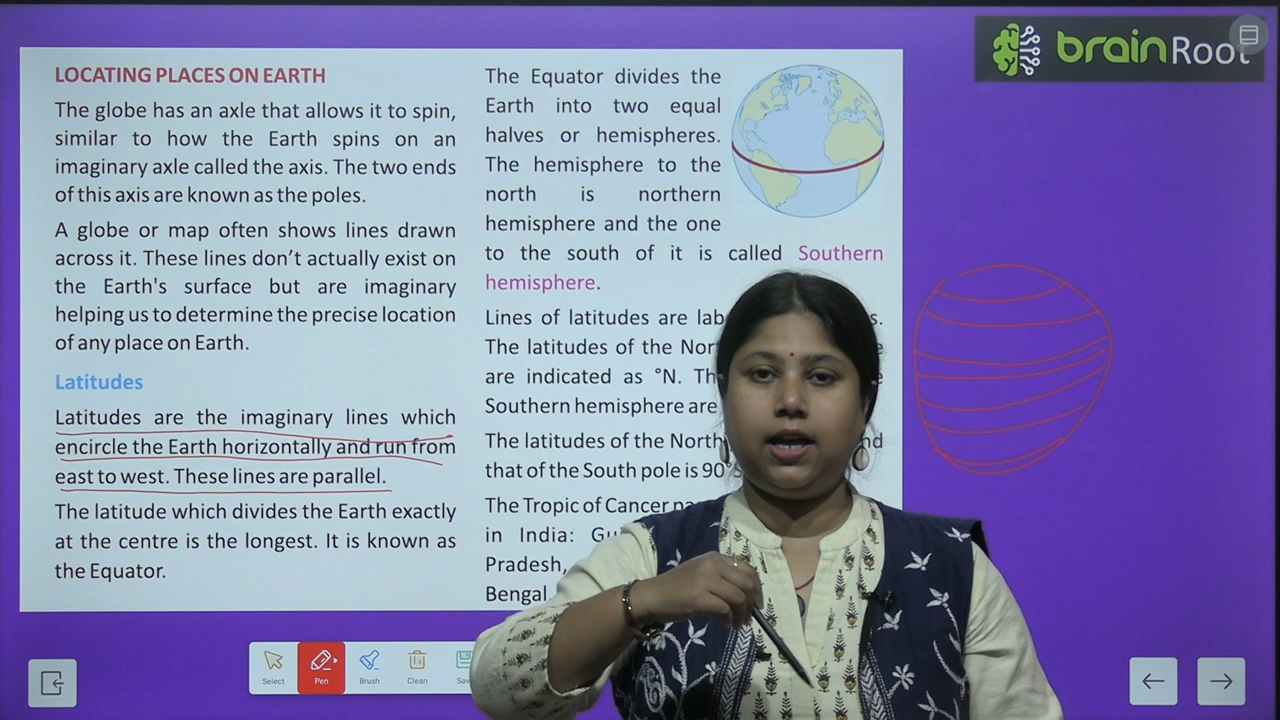 brainRoot
LOCATING PLACES ON EARTH
The globe has an axle that allows it to spin,
similar to how the Earth spins on an
imaginary axle called the axis. The two ends
of this axis are known as the poles.
A globe or map often shows lines drawn
across it. These lines don't actually exist on
the Earth's surface but are imaginary
helping us to determine the precise location
of any place on Earth.
Latitudes
Latitudes are the imaginary lines which
encircle the Earth horizontally and run from
east to west. These lines are parallel.
The latitude which divides the Earth exactly
at the centre is the longest. It is known as
the Equator.
The Equator divides the
Earth into two equal
halves or hemispheres.
The hemisphere to the
north is northern
hemisphere and the one
to the south of it is called Southern
hemisphere.
Lines of latitudes are
The latitudes of the
are indicated as °N.
Southern hemisphere are
The latitudes of the North
that of the South pole is 90°
The Tropic of Cancer
in India:
Pradesh,
Bengal
Select Pen Brush Clean